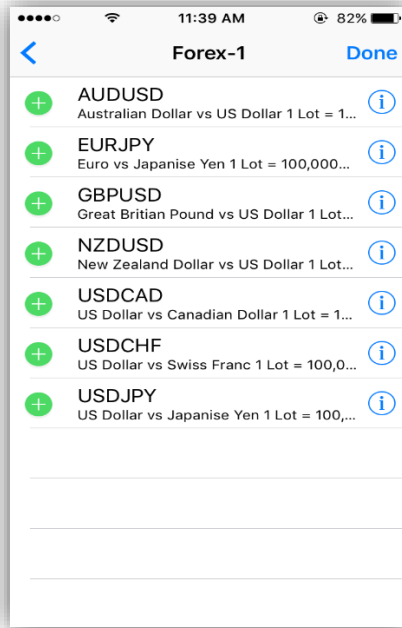 11:39 AM 82%
Forex-1 Done
AUDUSD
Australian Dollar vs US Dollar 1 Lot = 1...
EURJPY
Euro vs Japanise Yen 1 Lot = 100,000...
GBPUSD
Great Britian Pound vs US Dollar 1 Lot...
NZDUSD
New Zealand Dollar vs US Dollar 1 Lot...
USDCAD
US Dollar vs Canadian Dollar 1 Lot = 1...
USDCHF
US Dollar vs Swiss Franc 1 Lot = 100,0...
USDJPY
US Dollar vs Japanise Yen 1 Lot = 100,...